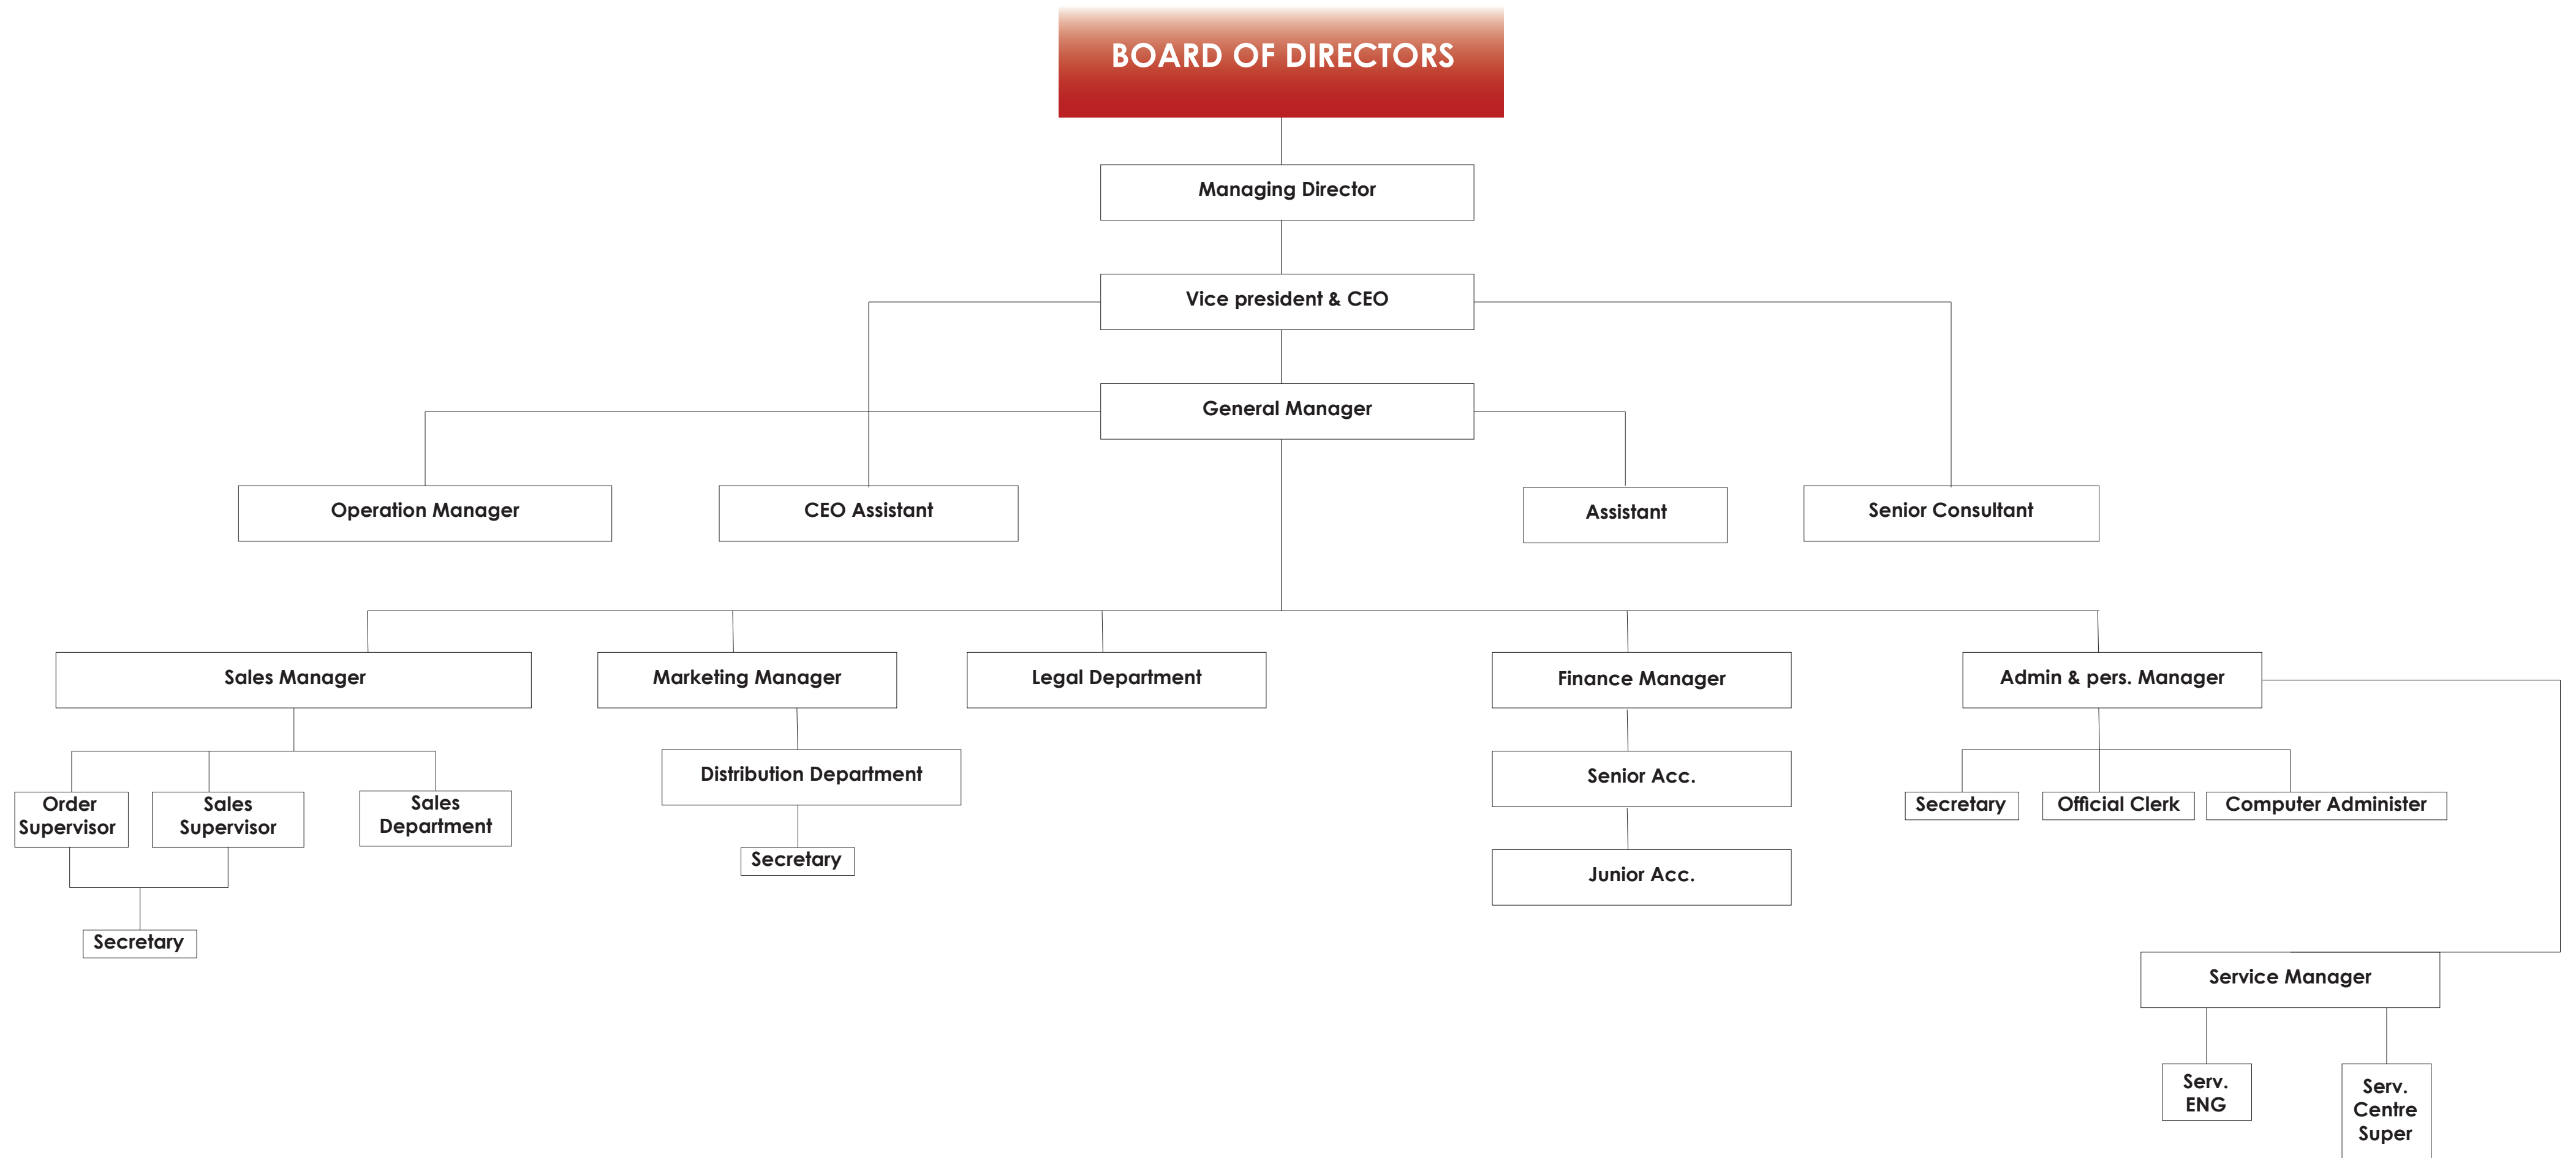 BOARD OF DIRECTORS
Managing Director
Vice president & CEO
General Manager
Operation Manager
CEO Assistant
Assistant
Senior Consultant
Sales Manager
Marketing Manager
Legal Department
Finance Manager
Admin & pers. Manager
Distribution Department
Senior Acc.
Order
Supervisor
Sales
Supervisor
Sales
Department
Secretary
Official Clerk
Computer Administer
Secretary
Junior Acc.
Secretary
Service Manager
Serv.
ENG
Serv.
Centre
Super